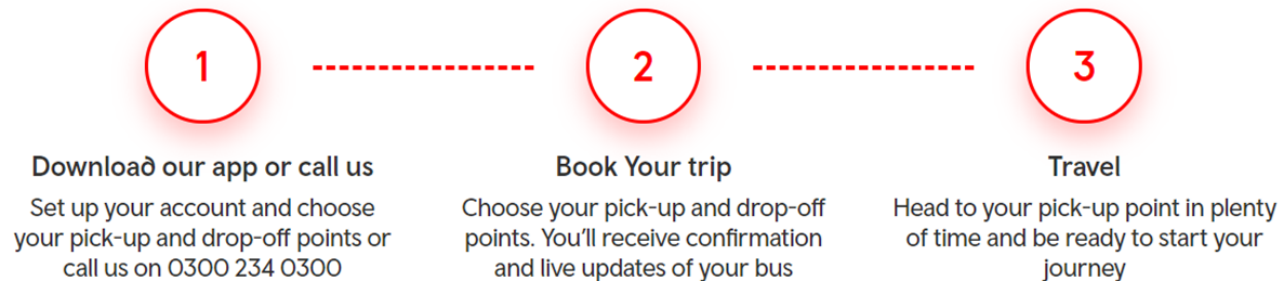 1
Download our app or call us
Set up your account and choose
your pick-up and drop-off points or
call us on 0300 234 0300
2
Book Your trip
Choose your pick-up and drop-off
points. You'll receive confirmation
and live updates of your bus
3
Travel
Head to your pick-up point in plenty
of time and be ready to start your
journey